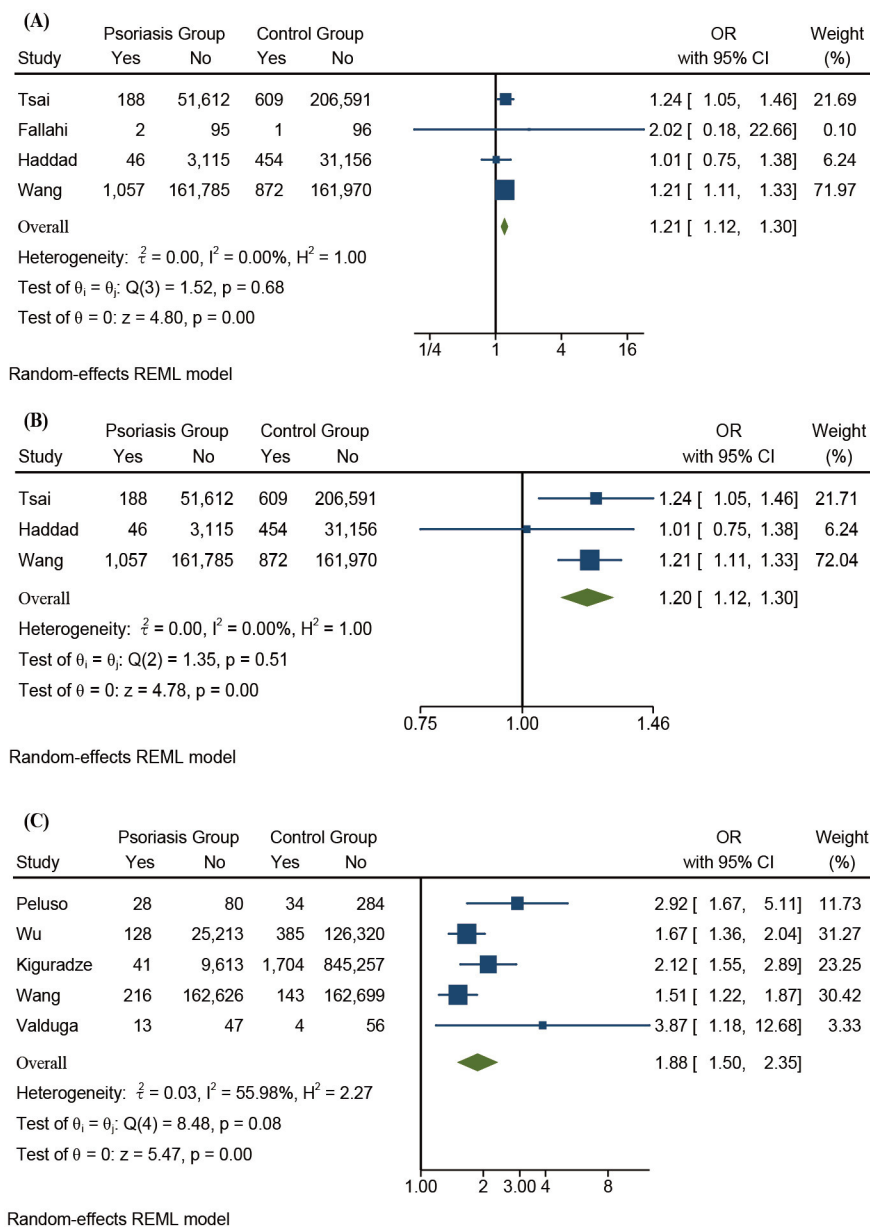 (A)
Psoriasis Group Control Group OR Weight
Study Yes No Yes No with 95% CI (%)
Tsai 188 51,612 609 206,591 1.24 [ 1.05, 1.46] 21.69
Fallahi 2 95 1 96 2.02 [ 0.18, 22.66] 0.10
Haddad 46 3,115 454 31,156 1.01 [ 0.75, 1.38] 6.24
Wang 1,057 161,785 872 161,970 1.21 [ 1.11, 1.33] 71.97
Overall 1.21 [ 1.12, 1.30]
Heterogeneity: τ² = 0.00, I² = 0.00%, H² = 1.00
Test of θᵢ = θⱼ: Q(3) = 1.52, p = 0.68
Test of θ = 0: z = 4.80, p = 0.00
1/4 1 4 16
Random-effects REML model
(B)
Psoriasis Group Control Group OR Weight
Study Yes No Yes No with 95% CI (%)
Tsai 188 51,612 609 206,591 1.24 [ 1.05, 1.46] 21.71
Haddad 46 3,115 454 31,156 1.01 [ 0.75, 1.38] 6.24
Wang 1,057 161,785 872 161,970 1.21 [ 1.11, 1.33] 72.04
Overall 1.20 [ 1.12, 1.30]
Heterogeneity: τ² = 0.00, I² = 0.00%, H² = 1.00
Test of θᵢ = θⱼ: Q(2) = 1.35, p = 0.51
Test of θ = 0: z = 4.78, p = 0.00
0.75 1.00 1.46
Random-effects REML model
(C)
Psoriasis Group Control Group OR Weight
Study Yes No Yes No with 95% CI (%)
Peluso 28 80 34 284 2.92 [ 1.67, 5.11] 11.73
Wu 128 25,213 385 126,320 1.67 [ 1.36, 2.04] 31.27
Kiguradze 41 9,613 1,704 845,257 2.12 [ 1.55, 2.89] 23.25
Wang 216 162,626 143 162,699 1.51 [ 1.22, 1.87] 30.42
Valduga 13 47 4 56 3.87 [ 1.18, 12.68] 3.33
Overall 1.88 [ 1.50, 2.35]
Heterogeneity: τ² = 0.03, I² = 55.98%, H² = 2.27
Test of θᵢ = θⱼ: Q(4) = 8.48, p = 0.08
Test of θ = 0: z = 5.47, p = 0.00
1.00 2 3.00 4 8
Random-effects REML model